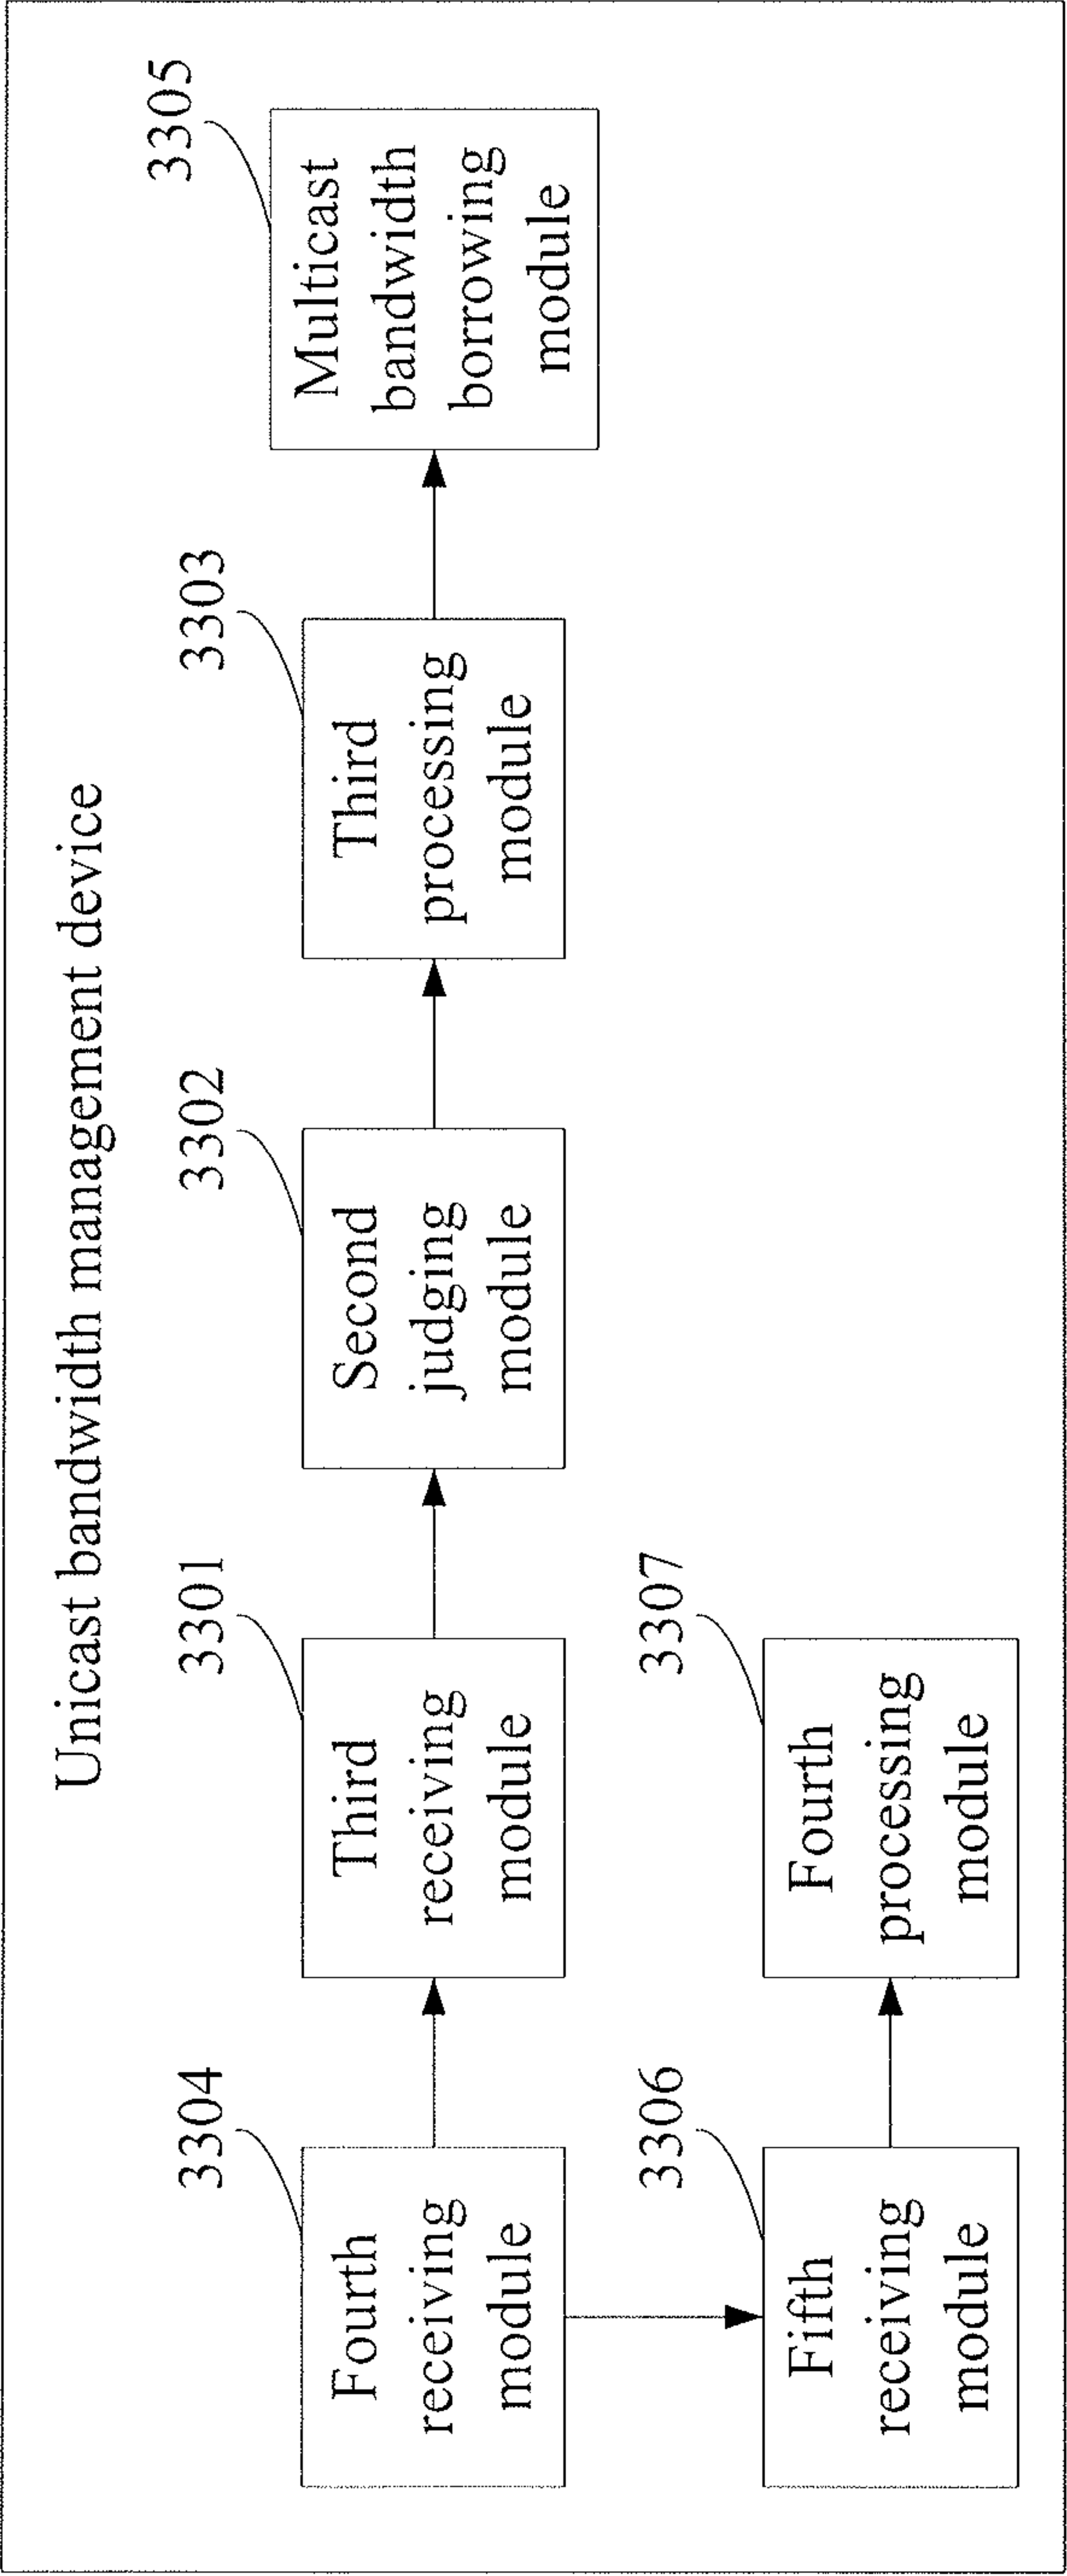 Unicast bandwidth management device
3304
Fourth
receiving
module
3301
Third
receiving
module
3302
Second
judging
module
3303
Third
processing
module
3305
Multicast
bandwidth
borrowing
module
3306
Fifth
receiving
module
3307
Fourth
processing
module